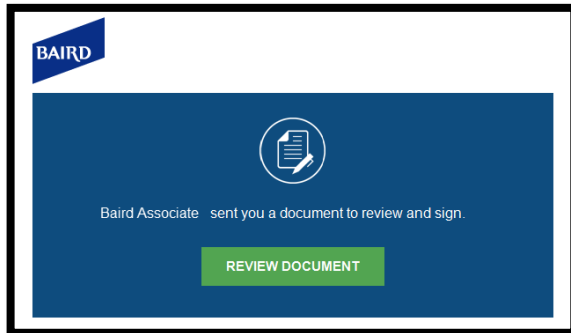 BAIRD
Baird Associate sent you a document to review and sign.
REVIEW DOCUMENT